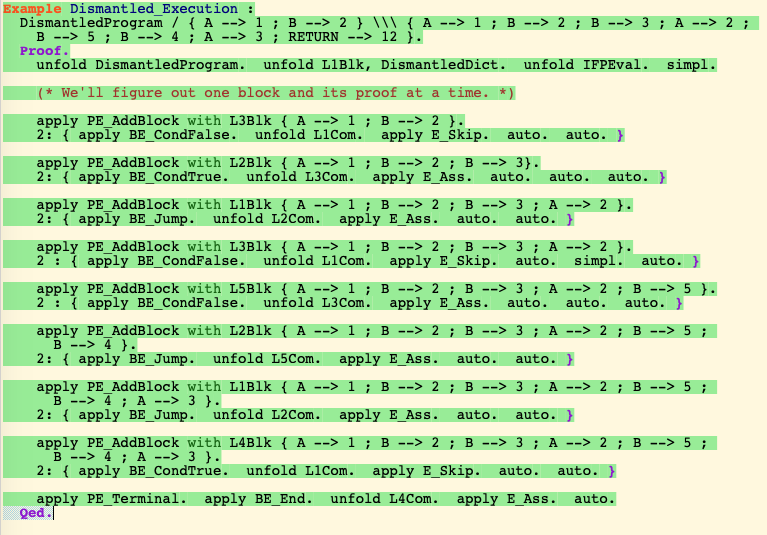 Example Dismantled_Execution :
DismantledProgram / { A --> 1 ; B --> 2 } \\\ { A --> 1 ; B --> 2 ; B --> 3 ; A --> 2 ;
B --> 5 ; B --> 4 ; A --> 3 ; RETURN --> 12 }.
Proof.
unfold DismantledProgram. unfold L1Blk, DismantledDict. unfold IFPEval. simpl.
(* We'll figure out one block and its proof at a time. *)
apply PE_AddBlock with L3Blk { A --> 1 ; B --> 2 }.
2: { apply BE_CondFalse. unfold L1Com. apply E_Skip. auto. auto. }
apply PE_AddBlock with L2Blk { A --> 1 ; B --> 2 ; B --> 3}.
2: { apply BE_CondTrue. unfold L3Com. apply E_Ass. auto. auto. auto. }
apply PE_AddBlock with L1Blk { A --> 1 ; B --> 2 ; B --> 3 ; A --> 2 }.
2: { apply BE_Jump. unfold L2Com. apply E_Ass. auto. auto. }
apply PE_AddBlock with L3Blk { A --> 1 ; B --> 2 ; B --> 3 ; A --> 2 }.
2 : { apply BE_CondFalse. unfold L1Com. apply E_Skip. auto. simpl. auto. }
apply PE_AddBlock with L5Blk { A --> 1 ; B --> 2 ; B --> 3 ; A --> 2 ; B --> 5 }.
2 : { apply BE_CondFalse. unfold L3Com. apply E_Ass. auto. auto. auto. }
apply PE_AddBlock with L2Blk { A --> 1 ; B --> 2 ; B --> 3 ; A --> 2 ; B --> 5 ;
B --> 4 }.
2: { apply BE_Jump. unfold L5Com. apply E_Ass. auto. auto. }
apply PE_AddBlock with L1Blk { A --> 1 ; B --> 2 ; B --> 3 ; A --> 2 ; B --> 5 ;
B --> 4 ; A --> 3 }.
2: { apply BE_Jump. unfold L2Com. apply E_Ass. auto. auto. }
apply PE_AddBlock with L4Blk { A --> 1 ; B --> 2 ; B --> 3 ; A --> 2 ; B --> 5 ;
B --> 4 ; A --> 3 }.
2: { apply BE_CondTrue. unfold L1Com. apply E_Skip. auto. auto. }
apply PE_Terminal. apply BE_End. unfold L4Com. apply E_Ass. auto.
Qed.